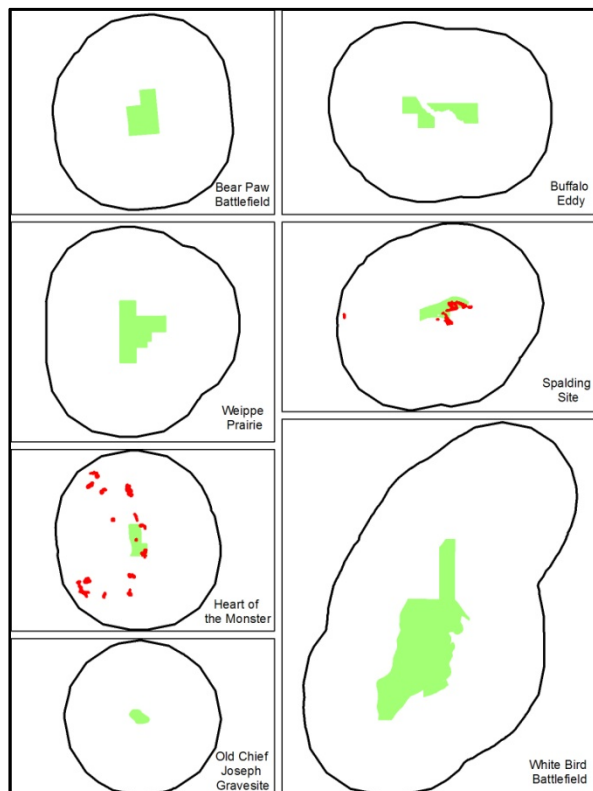 Bear Paw
Battlefield
Buffalo
Eddy
Weippe
Prairie
Spalding
Site
Heart of
the Monster
Old Chief
Joseph
Gravesite
White Bird
Battlefield